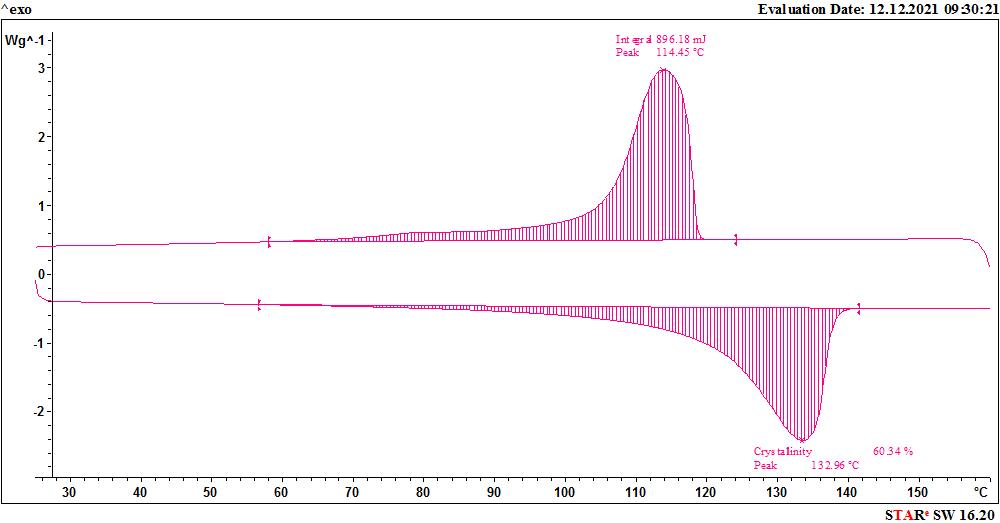 ^exo
Evaluation Date: 12.12.2021 09:30:21
Wg^-1
Integral 896.18 mJ
Peak 114.45 °C
3
2
1
0
-1
-2
Crystallinity 60.34 %
Peak 132.96 °C
30 40 50 60 70 80 90 100 110 120 130 140 150 °C
STARe SW 16.20